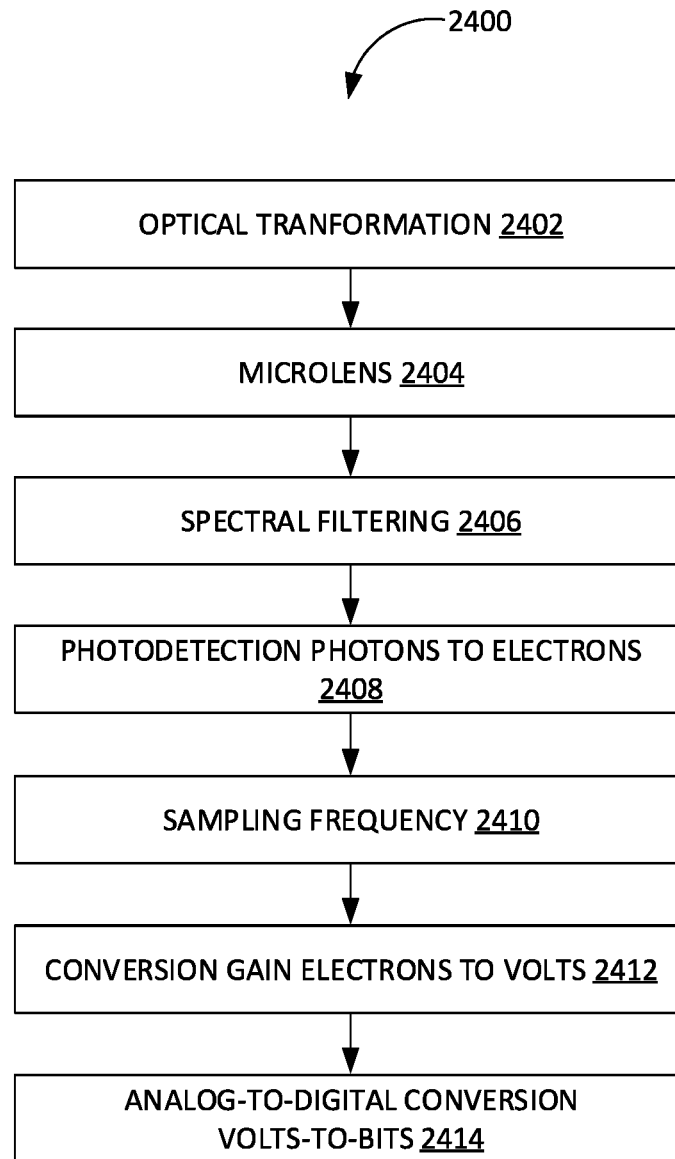 2400
OPTICAL TRANFORMATION 2402
MICROLENS 2404
SPECTRAL FILTERING 2406
PHOTODETECTION PHOTONS TO ELECTRONS
2408
SAMPLING FREQUENCY 2410
CONVERSION GAIN ELECTRONS TO VOLTS 2412
ANALOG-TO-DIGITAL CONVERSION
VOLTS-TO-BITS 2414